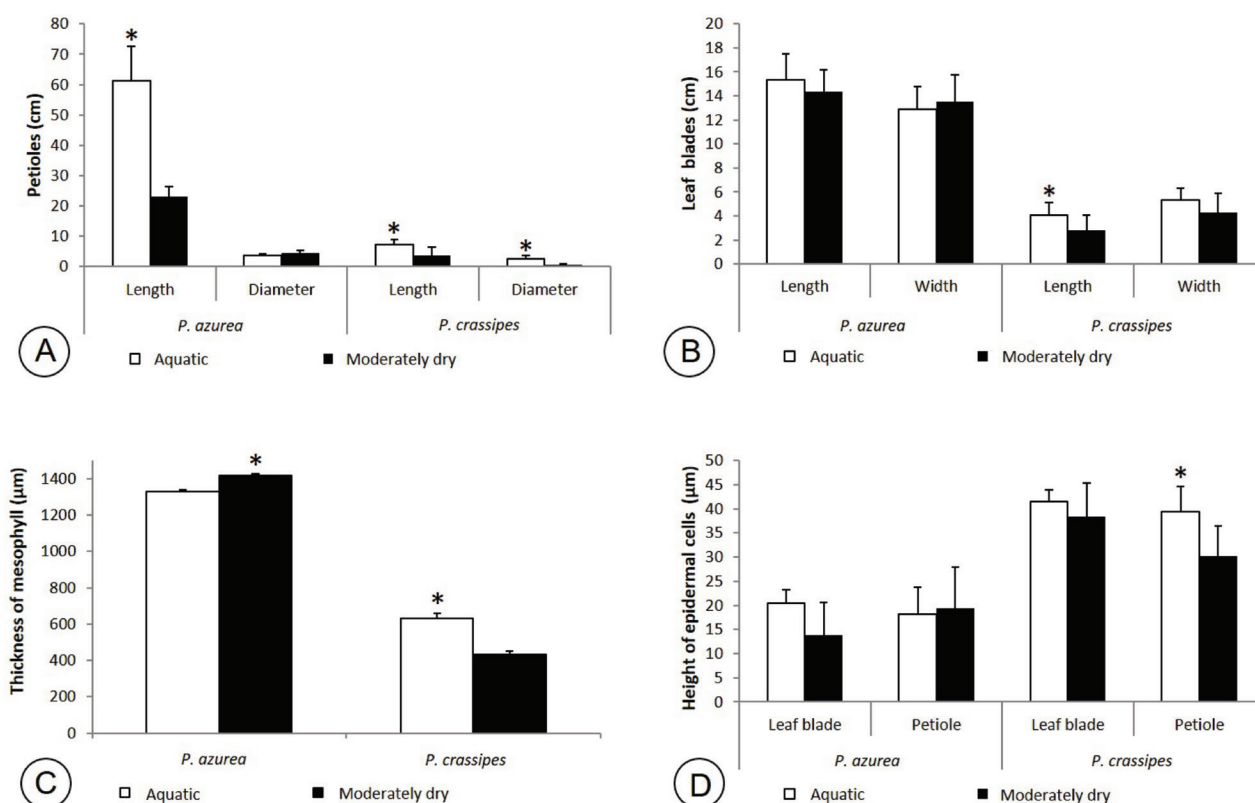 80
70
60
50
40
30
20
10
0
Petioles (cm)
*
*
*
Length Diameter Length Diameter
P. azurea P. crassipes
A
Aquatic Moderately dry
20
18
16
14
12
10
8
6
4
2
0
Leaf blades (cm)
*
Length Width Length Width
P. azurea P. crassipes
B
Aquatic Moderately dry
1400
1200
1000
800
600
400
200
0
Thickness of mesophyll (µm)
*
*
P. azurea P. crassipes
C
Aquatic Moderately dry
50
45
40
35
30
25
20
15
10
5
0
Height of epidermal cells (µm)
*
Leaf blade Petiole Leaf blade Petiole
P. azurea P. crassipes
D
Aquatic Moderately dry